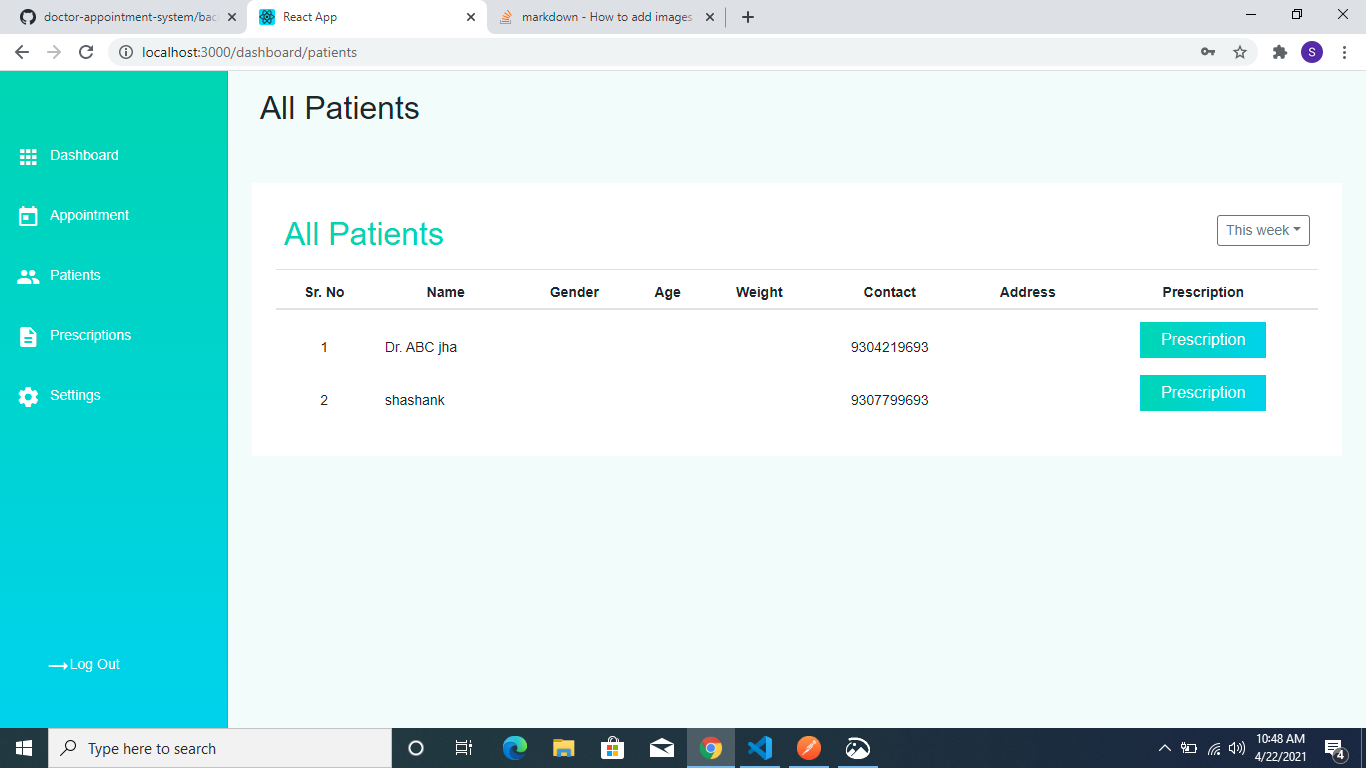 doctor-appointment-system/bac
React App
markdown - How to add images
localhost:3000/dashboard/patients
S
All Patients
Dashboard
Appointment
Patients
Prescriptions
Settings
Log Out
All Patients
This week
Sr. No Name Gender Age Weight Contact Address Prescription
1 Dr. ABC jha 9304219693 Prescription
2 shashank 9307799693 Prescription
Type here to search
10:48 AM
4/22/2021
4